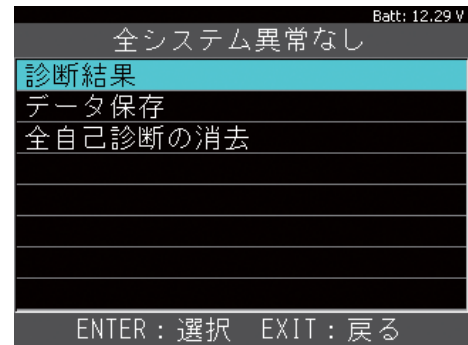 Batt: 12.29 V
全システム異常なし
診断結果
データ保存
全自己診断の消去
ENTER：選択　EXIT：戻る